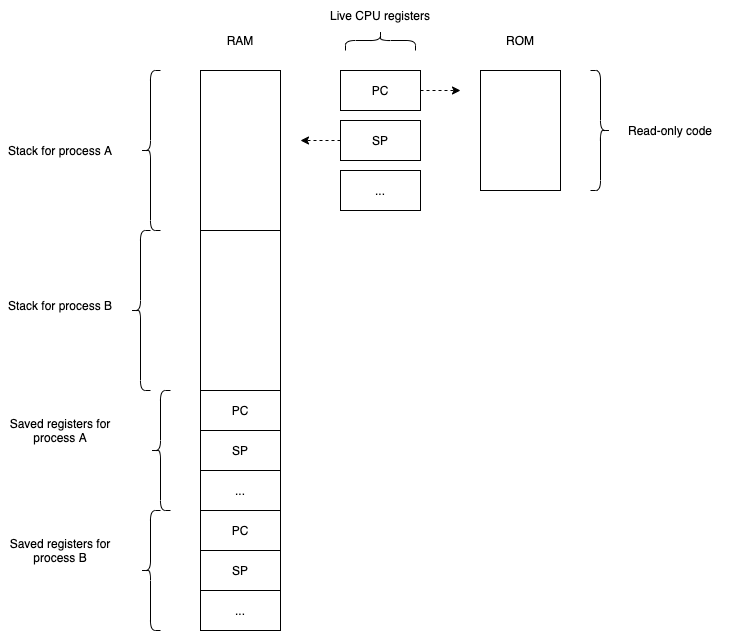 Live CPU registers
RAM
ROM
PC
SP
...
Stack for process A
Read-only code
Stack for process B
Saved registers for
process A
PC
SP
...
Saved registers for
process B
PC
SP
...